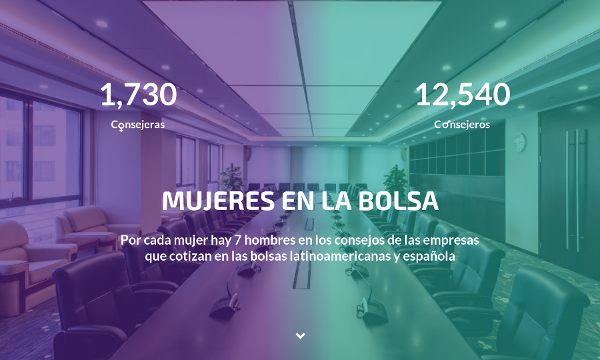 1,730
12,540
Consejeras
Consejeros
MUJERES EN LA BOLSA
Por cada mujer hay 7 hombres en los consejos de las empresas
que cotizan en las bolsas latinoamericanas y española